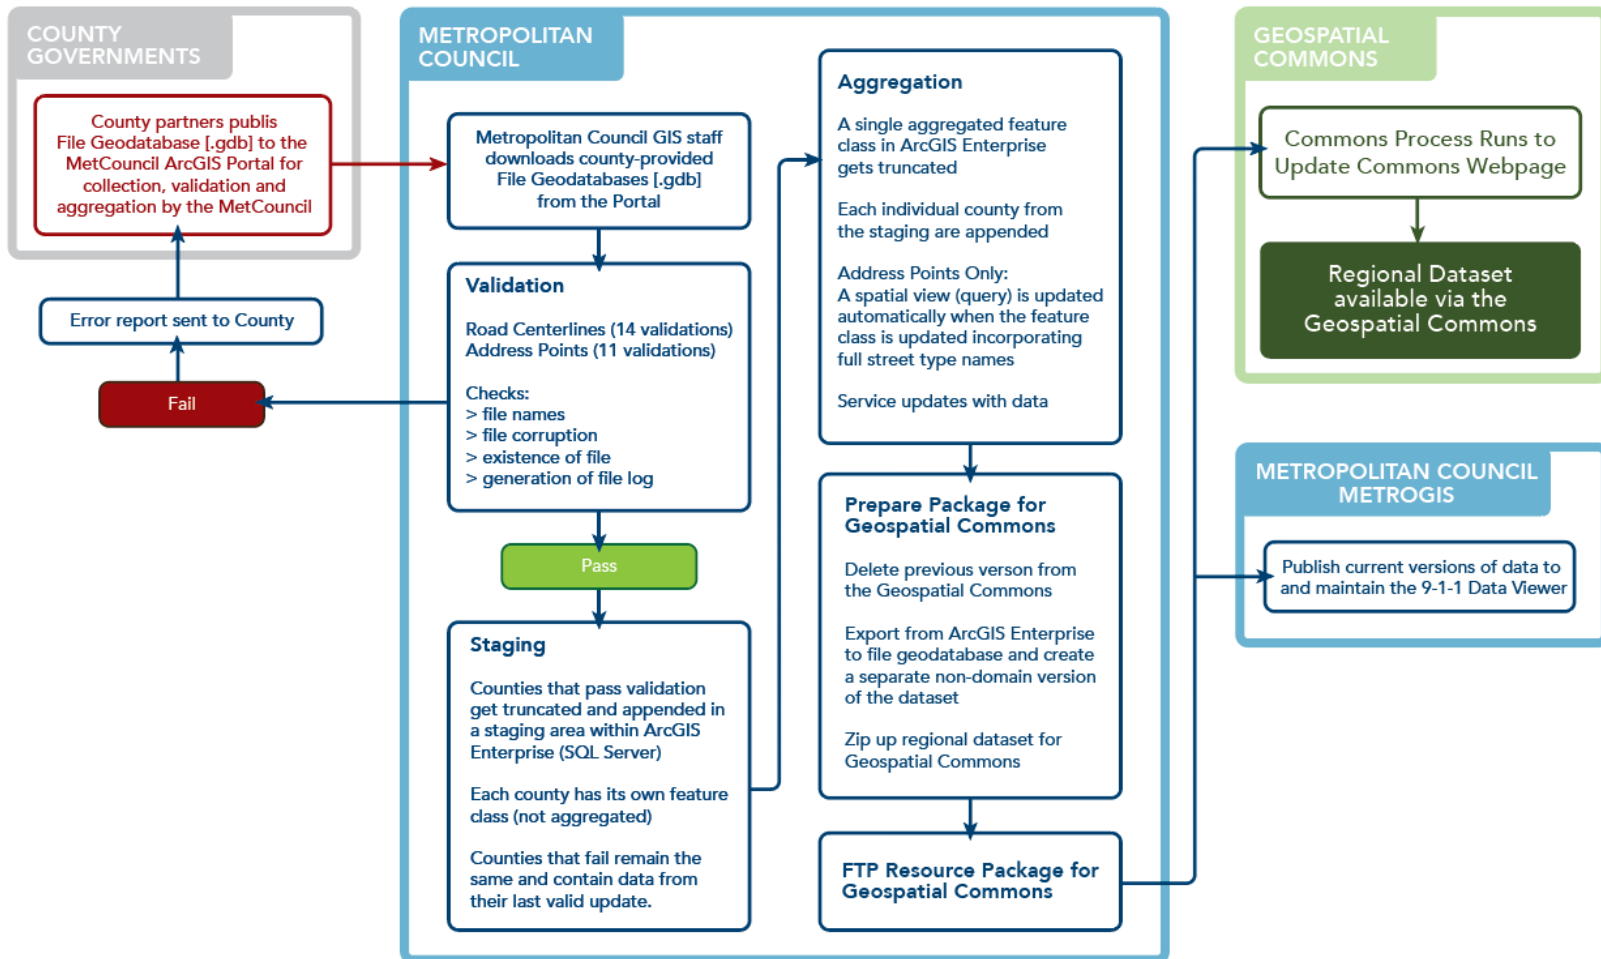 COUNTY
GOVERNMENTS
County partners publis
File Geodatabase [.gdb] to the
MetCouncil ArcGIS Portal for
collection, validation and
aggregation by the MetCouncil
Error report sent to County
Fail
METROPOLITAN
COUNCIL
Metropolitan Council GIS staff
downloads county-provided
File Geodatabases [.gdb]
from the Portal
Validation
Road Centerlines (14 validations)
Address Points (11 validations)
Checks:
> file names
> file corruption
> existence of file
> generation of file log
Pass
Staging
Counties that pass validation
get truncated and appended in
a staging area within ArcGIS
Enterprise (SQL Server)
Each county has its own feature
class (not aggregated)
Counties that fail remain the
same and contain data from
their last valid update.
Aggregation
A single aggregated feature
class in ArcGIS Enterprise
gets truncated
Each individual county from
the staging are appended
Address Points Only:
A spatial view (query) is updated
automatically when the feature
class is updated incorporating
full street type names
Service updates with data
Prepare Package for
Geospatial Commons
Delete previous verson from
the Geospatial Commons
Export from ArcGIS Enterprise
to file geodatabase and create
a separate non-domain version
of the dataset
Zip up regional dataset for
Geospatial Commons
FTP Resource Package for
Geospatial Commons
GEOSPATIAL
COMMONS
Commons Process Runs to
Update Commons Webpage
Regional Dataset
available via the
Geospatial Commons
METROPOLITAN COUNCIL
METROGIS
Publish current versions of data to
and maintain the 9-1-1 Data Viewer